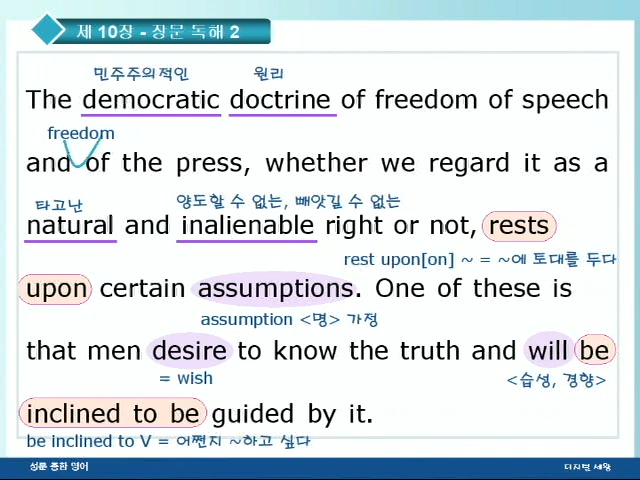 제 10장 - 장문 독해 2
민주주의적인 원리
The democratic doctrine of freedom of speech
freedom
and of the press, whether we regard it as a
타고난 양도할 수 없는, 빼앗길 수 없는
natural and inalienable right or not, rests
rest upon[on] ~ = ~에 토대를 두다
upon certain assumptions. One of these is
assumption <명> 가정
that men desire to know the truth and will be
= wish <습성, 경향>
inclined to be guided by it.
be inclined to V = 어쩐지 ~하고 싶다
성문 종합 영어 디지털 세왕